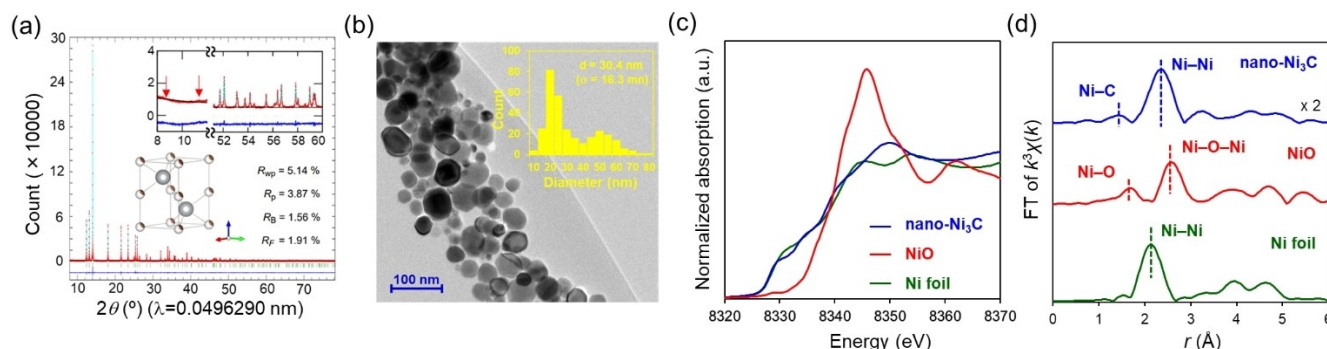 (a)
Count (× 10000)
30
15
12
9
6
3
0
4
2
0
8
10
52
54
56
58
60
Rwp = 5.14 %
Rp = 3.87 %
RB = 1.56 %
RF = 1.91 %
10
20
30
40
50
60
70
2θ (º) (λ=0.0496290 nm)
(b)
100
80
60
40
20
0
Count
d = 30.4 nm
(σ = 16.3 mn)
10 20 30 40 50 60 70 80
Diameter (nm)
100 nm
(c)
Normalized absorption (a.u.)
nano-Ni₃C
NiO
Ni foil
8320
8330
8340
8350
8360
8370
Energy (eV)
(d)
FT of k³χ(k)
Ni–C
Ni–Ni
nano-Ni₃C
x 2
Ni–O
Ni–O–Ni
NiO
Ni–Ni
Ni foil
0
1
2
3
4
5
6
r (Å)